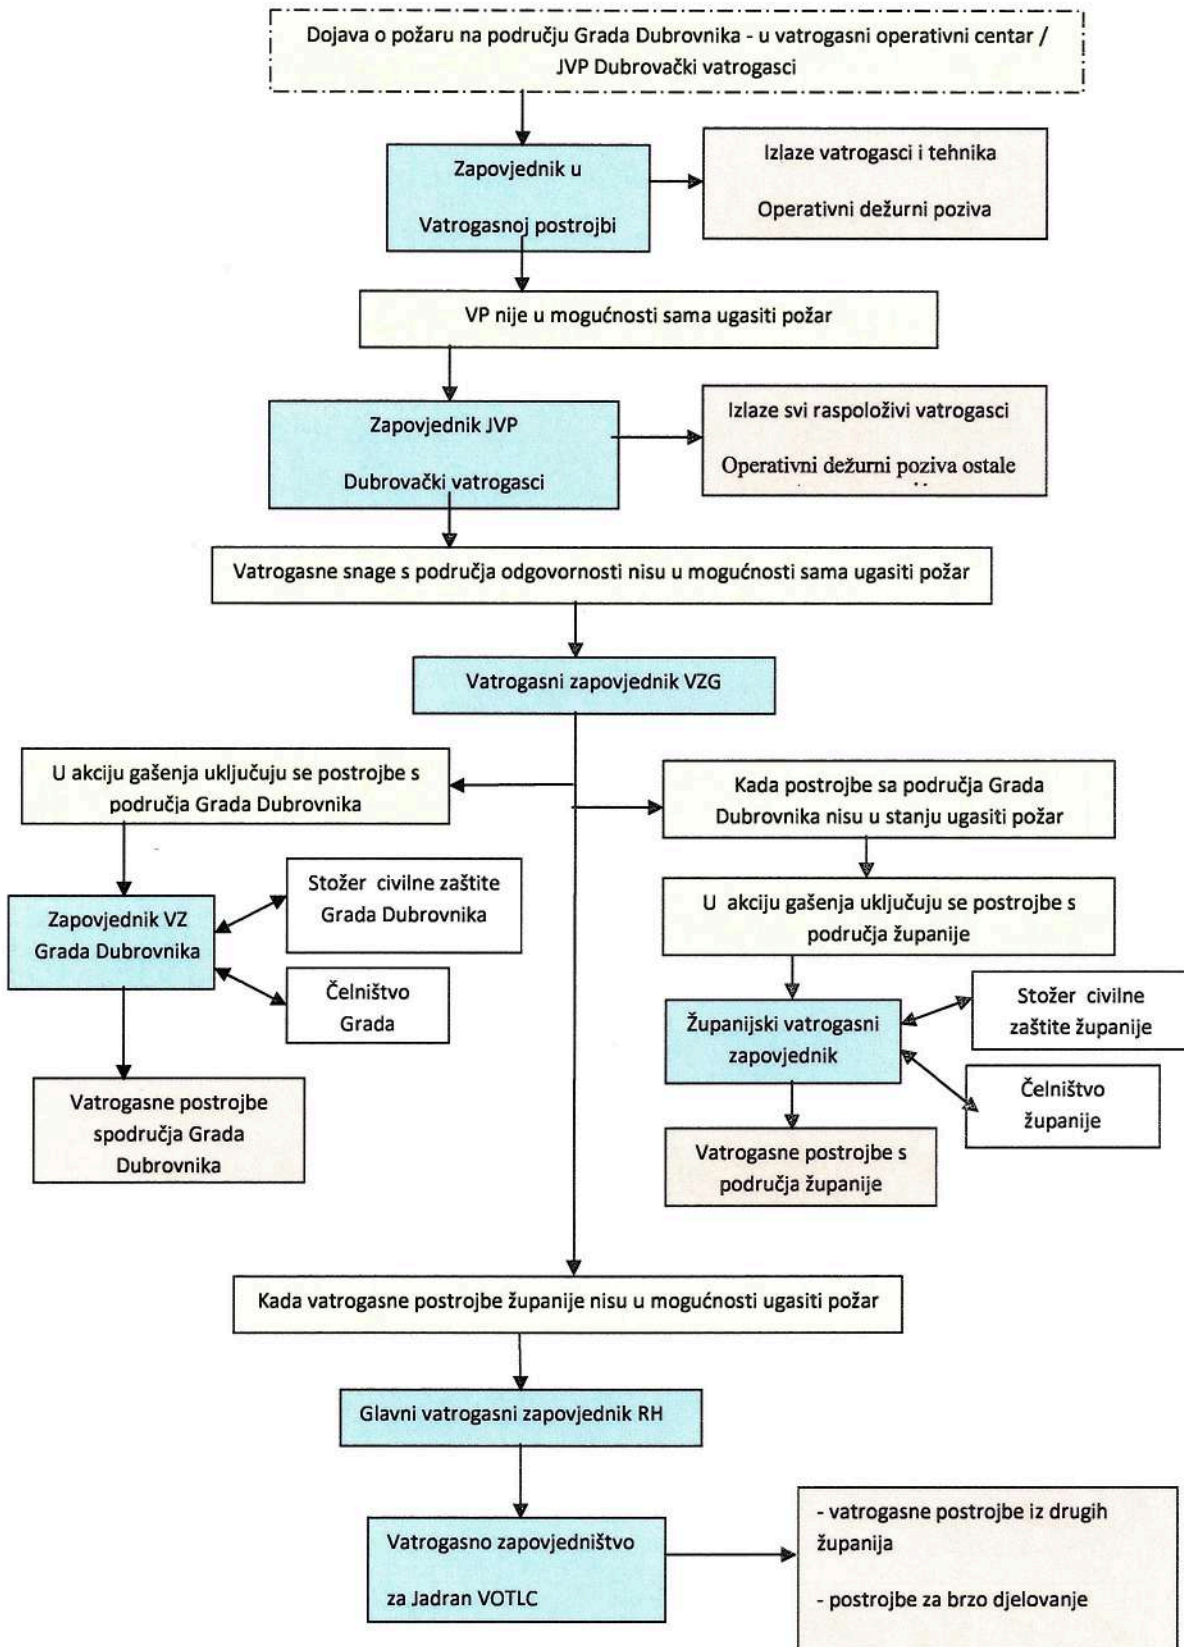 Dojava o požaru na području Grada Dubrovnika - u vatrogasni operativni centar /
JVP Dubrovački vatrogasci
Zapovjednik u
Vatrogasnoj postrojbi
Izlaze vatrogasci i tehnika
Operativni dežurni poziva
VP nije u mogućnosti sama ugasiti požar
Zapovjednik JVP
Dubrovački vatrogasci
Izlaze svi raspoloživi vatrogasci
Operativni dežurni poziva ostale
Vatrogasne snage s područja odgovornosti nisu u mogućnosti sama ugasiti požar
Vatrogasni zapovjednik VZG
U akciju gašenja uključuju se postrojbe s
područja Grada Dubrovnika
Kada postrojbe sa područja Grada
Dubrovnika nisu u stanju ugasiti požar
Zapovjednik VZ
Grada Dubrovnika
Stožer civilne zaštite
Grada Dubrovnika
Čelništvo
Grada
Vatrogasne postrojbe
spodručja Grada
Dubrovnika
U akciju gašenja uključuju se postrojbe s
područja županije
Županijski vatrogasni
zapovjednik
Stožer civilne
zaštite županije
Čelništvo
županije
Vatrogasne postrojbe s
područja županije
Kada vatrogasne postrojbe županije nisu u mogućnosti ugasiti požar
Glavni vatrogasni zapovjednik RH
Vatrogasno zapovjedništvo
za Jadran VOTLC
- vatrogasne postrojbe iz drugih
županija
- postrojbe za brzo djelovanje